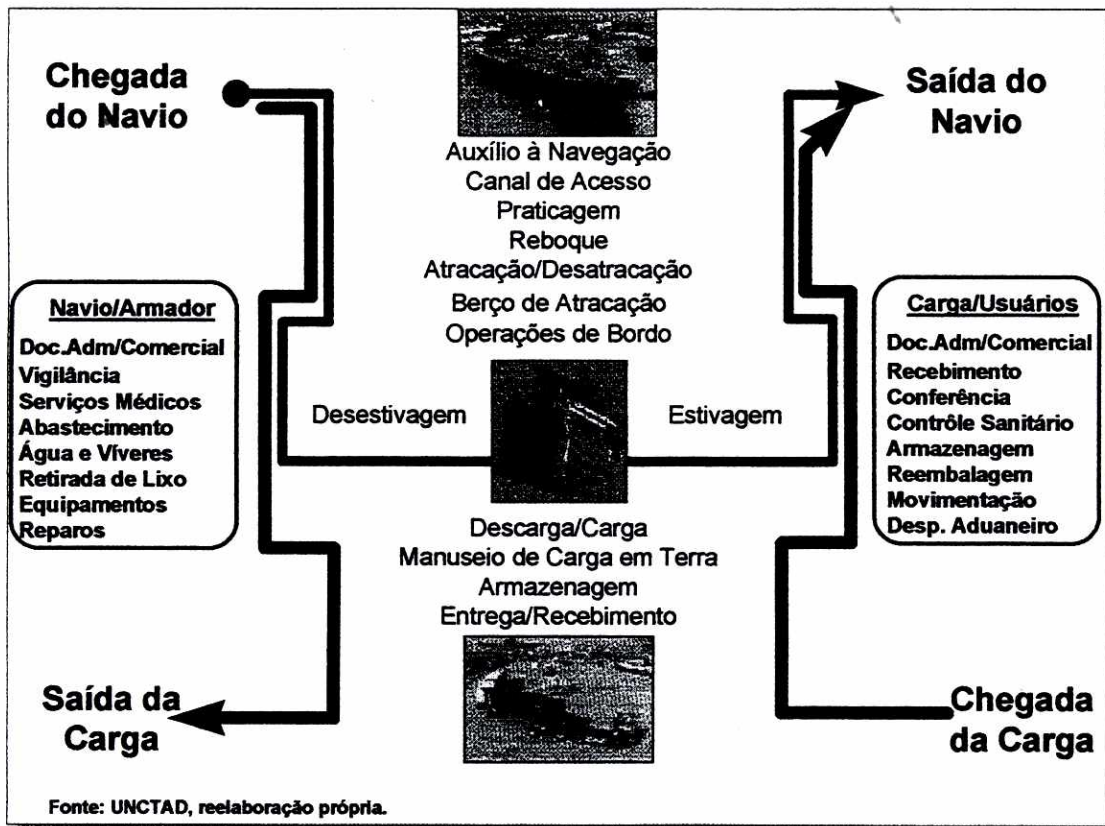 Chegada
do Navio
Saída do
Navio
Auxílio à Navegação
Canal de Acesso
Praticagem
Reboque
Atracação/Desatracação
Berço de Atracação
Operações de Bordo
Navio/Armador
Doc.Adm/Comercial
Vigilância
Serviços Médicos
Abastecimento
Água e Víveres
Retirada de Lixo
Equipamentos
Reparos
Desestivagem
Estivagem
Carga/Usuários
Doc.Adm/Comercial
Recebimento
Conferência
Contrôle Sanitário
Armazenagem
Reembalagem
Movimentação
Desp. Aduaneiro
Descarga/Carga
Manuseio de Carga em Terra
Armazenagem
Entrega/Recebimento
Saída da
Carga
Chegada
da Carga
Fonte: UNCTAD, reelaboração própria.